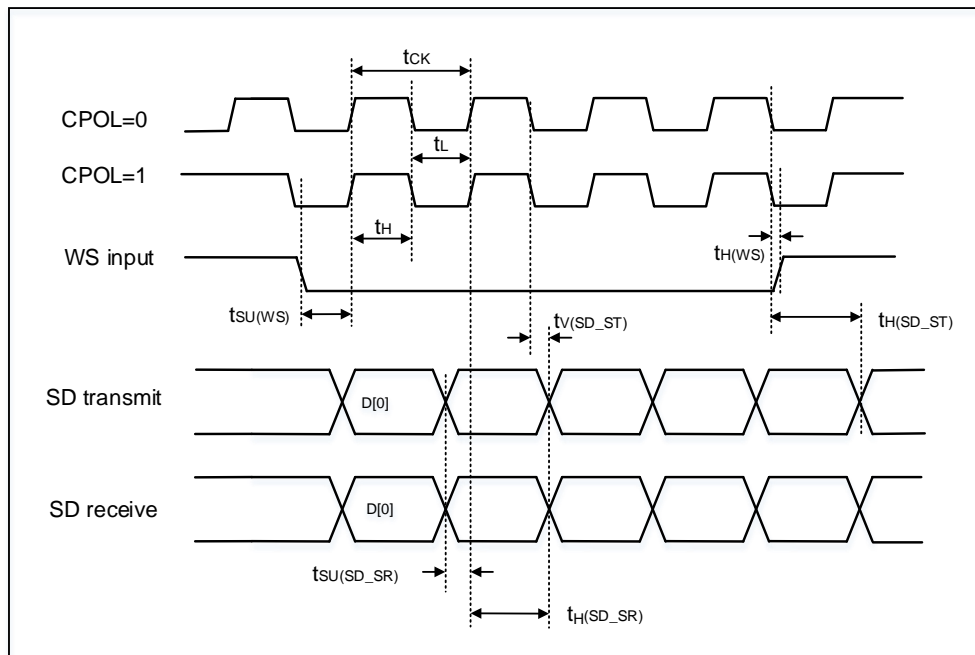 tCK
CPOL=0
tL
CPOL=1
tH
tH(WS)
WS input
tSU(WS)
tV(SD_ST)
tH(SD_ST)
SD transmit
D[0]
SD receive
D[0]
tSU(SD_SR)
tH(SD_SR)